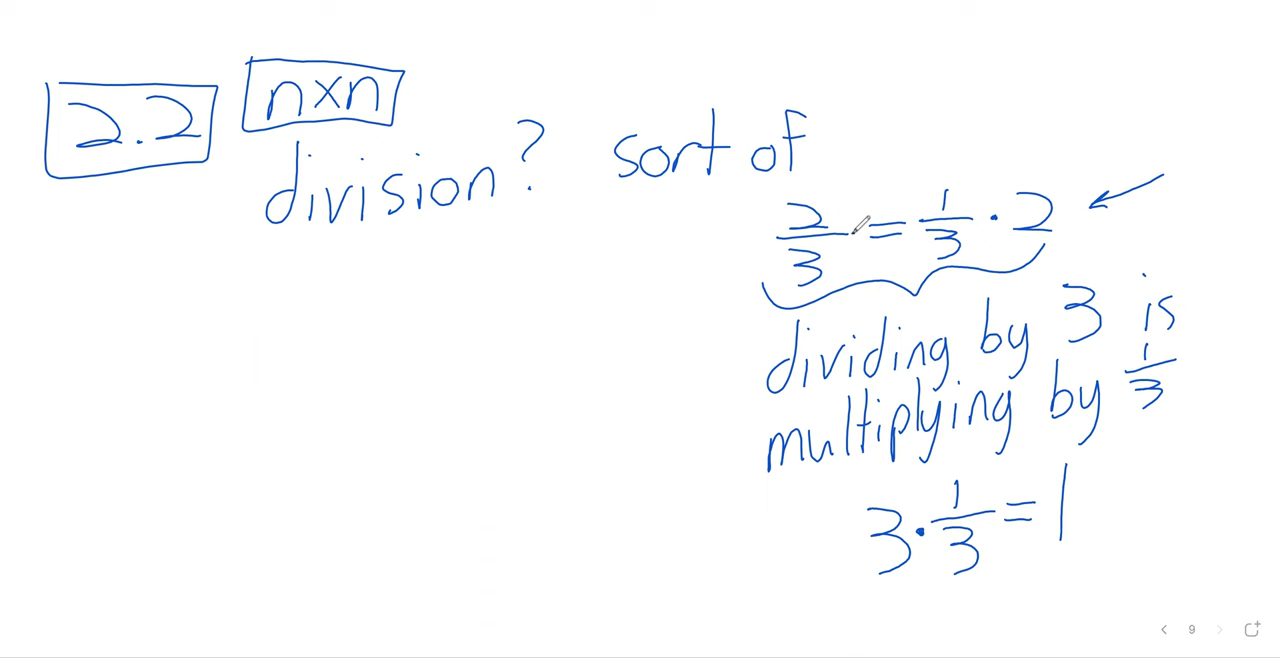 2.2 n×n
division? sort of
2/3 = 1/3 · 2
dividing by 3 is
multiplying by 1/3
3 · 1/3 = 1
9